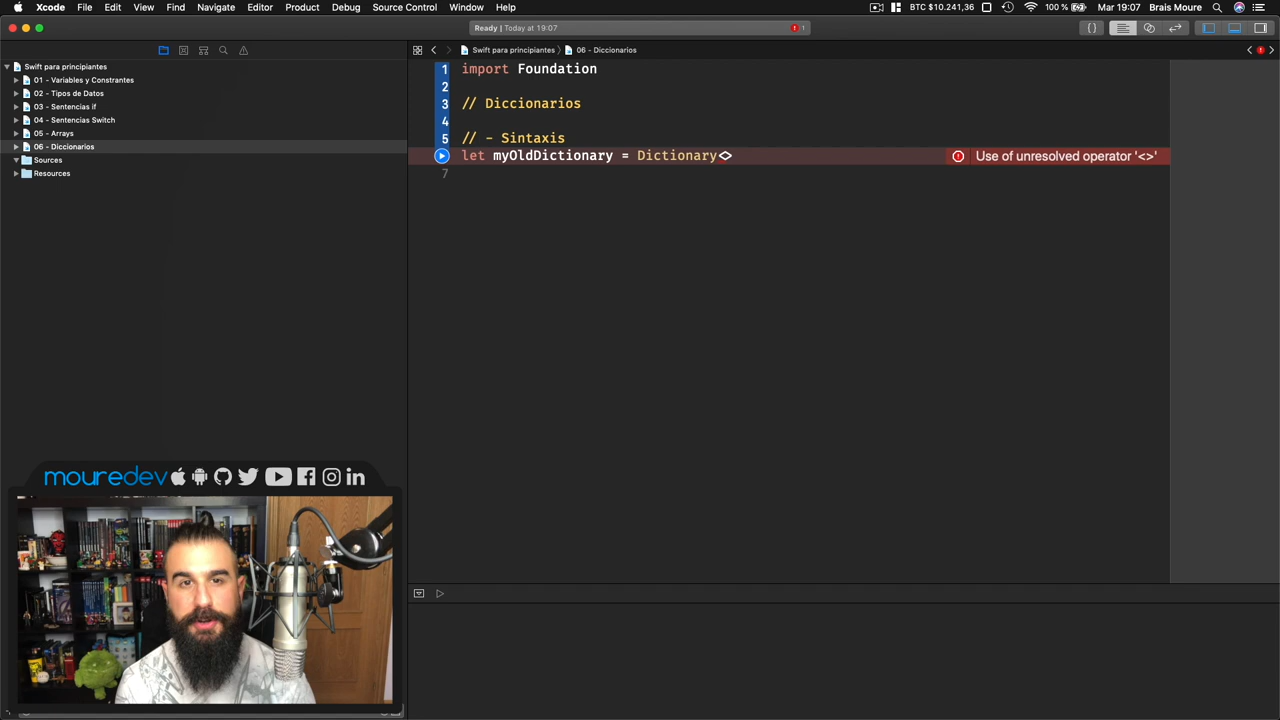 Xcode File Edit View Find Navigate Editor Product Debug Source Control Window Help BTC $10.241,36 100 % Mar 19:07 Brais Moure
Ready | Today at 19:07 1
Swift para principiantes 06 - Diccionarios
Swift para principiantes
01 - Variables y Constrantes
02 - Tipos de Datos
03 - Sentencias if
04 - Sentencias Switch
05 - Arrays
06 - Diccionarios
Sources
Resources
1 import Foundation
2
3 // Diccionarios
4
5 // - Sintaxis
let myOldDictionary = Dictionary<> Use of unresolved operator '<>'
7
mouredev